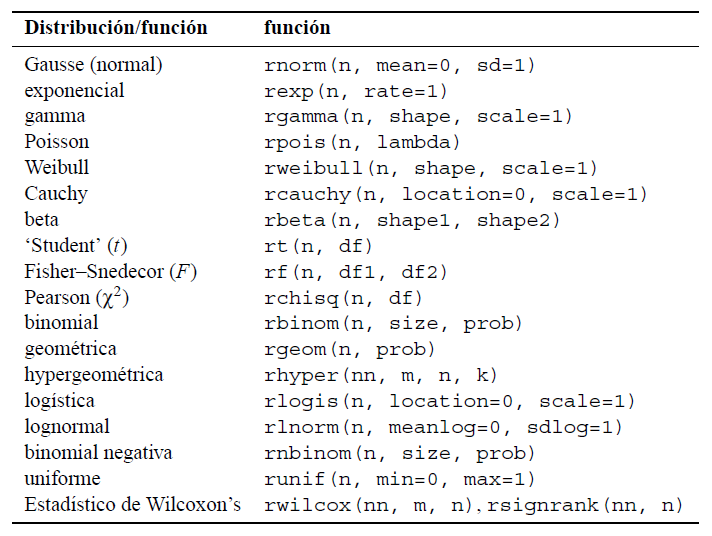 Distribución/función función
Gausse (normal) rnorm(n, mean=0, sd=1)
exponencial rexp(n, rate=1)
gamma rgamma(n, shape, scale=1)
Poisson rpois(n, lambda)
Weibull rweibull(n, shape, scale=1)
Cauchy rcauchy(n, location=0, scale=1)
beta rbeta(n, shape1, shape2)
‘Student’ (t) rt(n, df)
Fisher–Snedecor (F) rf(n, df1, df2)
Pearson (χ²) rchisq(n, df)
binomial rbinom(n, size, prob)
geométrica rgeom(n, prob)
hypergeométrica rhyper(nn, m, n, k)
logística rlogis(n, location=0, scale=1)
lognormal rlnorm(n, meanlog=0, sdlog=1)
binomial negativa rnbinom(n, size, prob)
uniforme runif(n, min=0, max=1)
Estadístico de Wilcoxon’s rwilcox(nn, m, n), rsignrank(nn, n)